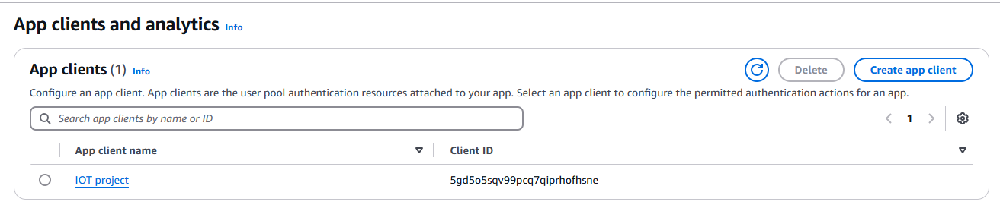 App clients and analytics Info
App clients (1) Info
Delete
Create app client
Configure an app client. App clients are the user pool authentication resources attached to your app. Select an app client to configure the permitted authentication actions for an app.
Search app clients by name or ID
1
App client name
Client ID
IOT project
5gd5o5sqv99pcq7qiprhofhsne